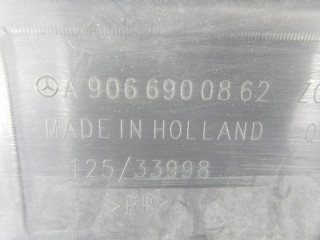 A 906 690 08 62
MADE IN HOLLAND
125/33998
>PP<